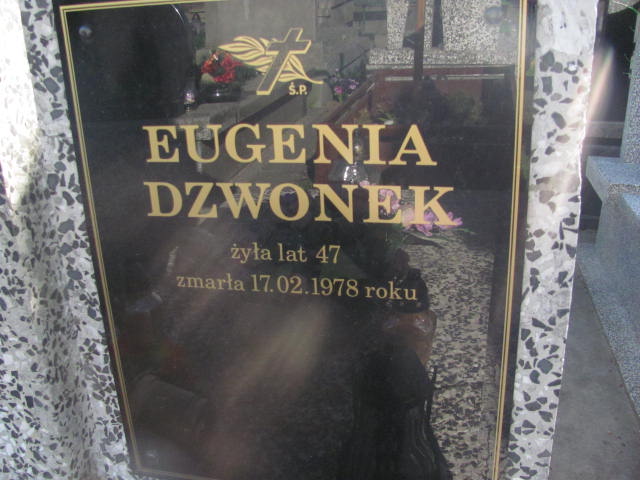 Ś.P.
EUGENIA
DZWONEK
żyła lat 47
zmarła 17.02.1978 roku